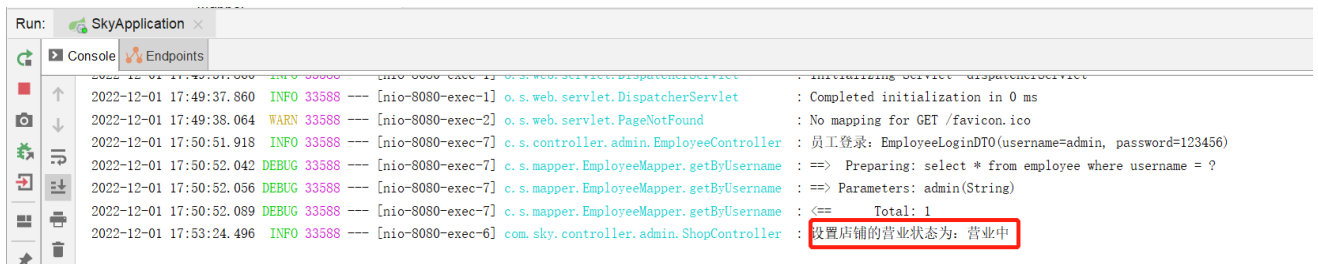 Run: SkyApplication ×
Console Endpoints
2022-12-01 17:49:37.860 INFO 33588 --- [nio-8080-exec-1] o.s.web.servlet.DispatcherServlet : Completed initialization in 0 ms
2022-12-01 17:49:38.064 WARN 33588 --- [nio-8080-exec-2] o.s.web.servlet.PageNotFound : No mapping for GET /favicon.ico
2022-12-01 17:50:51.918 INFO 33588 --- [nio-8080-exec-7] c.s.controller.admin.EmployeeController : 员工登录：EmployeeLoginDTO(username=admin, password=123456)
2022-12-01 17:50:52.042 DEBUG 33588 --- [nio-8080-exec-7] c.s.mapper.EmployeeMapper.getByUsername : ==> Preparing: select * from employee where username = ?
2022-12-01 17:50:52.056 DEBUG 33588 --- [nio-8080-exec-7] c.s.mapper.EmployeeMapper.getByUsername : ==> Parameters: admin(String)
2022-12-01 17:50:52.089 DEBUG 33588 --- [nio-8080-exec-7] c.s.mapper.EmployeeMapper.getByUsername : <== Total: 1
2022-12-01 17:53:24.496 INFO 33588 --- [nio-8080-exec-6] com.sky.controller.admin.ShopController : 设置店铺的营业状态为：营业中